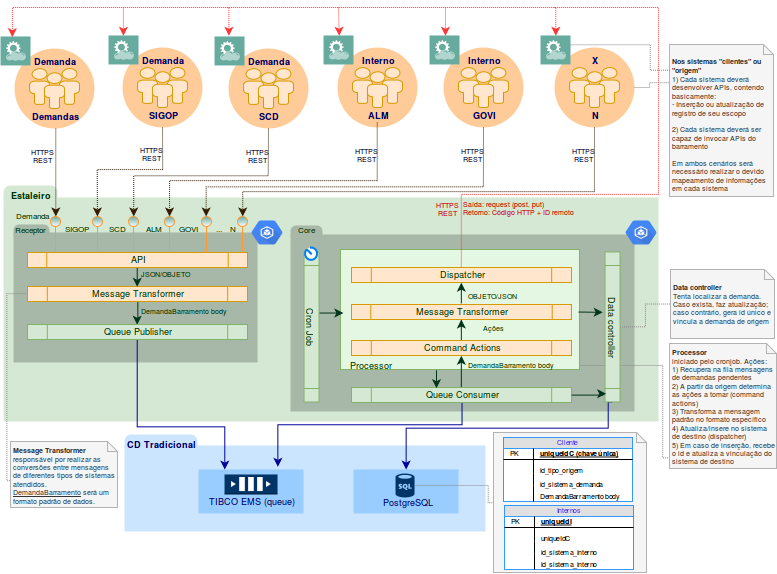 Demanda
Demandas
Demanda
SIGOP
Demanda
SCD
Interno
ALM
Interno
GOVI
X
N
HTTPS
REST
HTTPS
REST
HTTPS
REST
HTTPS
REST
HTTPS
REST
HTTPS
REST
Nos sistemas "clientes" ou
"origem"
1) Cada sistema deverá
desenvolver APIs, contendo
basicamente:
- Inserção ou atualização de
registro de seu escopo
2) Cada sistema deverá ser
capaz de invocar APIs do
barramento
Em ambos cenários será
necessário realizar o devido
mapeamento de informações
em cada sistema
Estaleiro
HTTPS
REST
Saída: request (post, put)
Retorno: Código HTTP + ID remoto
Demanda
SIGOP
SCD
ALM
GOVI
...
N
Receptor
API
JSON/OBJETO
Message Transformer
DemandaBarramento body
Queue Publisher
Core
Cron Job
Dispatcher
OBJETO/JSON
Message Transformer
Ações
Command Actions
Processor
DemandaBarramento body
Queue Consumer
Data controller
Data controller
Tenta localizar a demanda.
Caso exista, faz atualização;
caso contrário, gera id único e
vincula a demanda de origem
Processor
iniciado pelo cronjob. Ações:
1) Recupera na fila mensagens
de demandas pendentes
2) A partir da origem determina
as ações a tomar (command
actions)
3) Transforma a mensagem
padrão no formato específico
4) Atualiza/insere no sistema
de destino (dispatcher)
5) Em caso de inserção, recebe
o id e atualiza a vinculação do
sistema de destino
Message Transformer
responsável por realizar as
conversões entre mensagens
de diferentes tipos de sistemas
atendidos.
DemandaBarramento será um
formato padrão de dados.
CD Tradicional
TIBCO EMS (queue)
SQL
PostgreSQL
Cliente
PK
uniqueIdC (chave única)
id_tipo_origem
id_sistema_demanda
DemandaBarramento body
Internos
PK
uniqueIdI
uniqueIdC
id_sistema_interno
id_sistema_interno